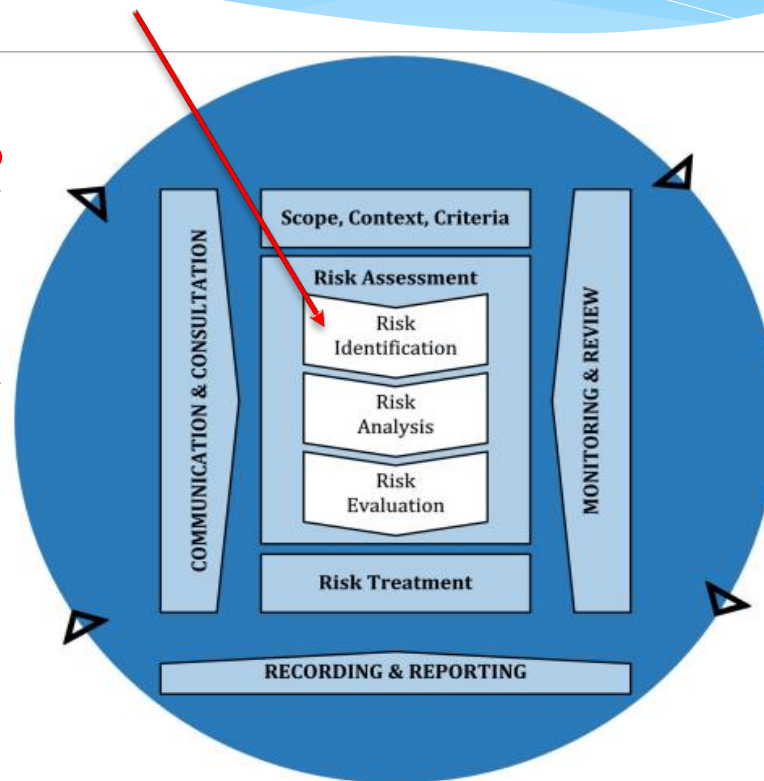 Scope, Context, Criteria
Risk Assessment
Risk
Identification
Risk
Analysis
Risk
Evaluation
Risk Treatment
COMMUNICATION & CONSULTATION
MONITORING & REVIEW
RECORDING & REPORTING